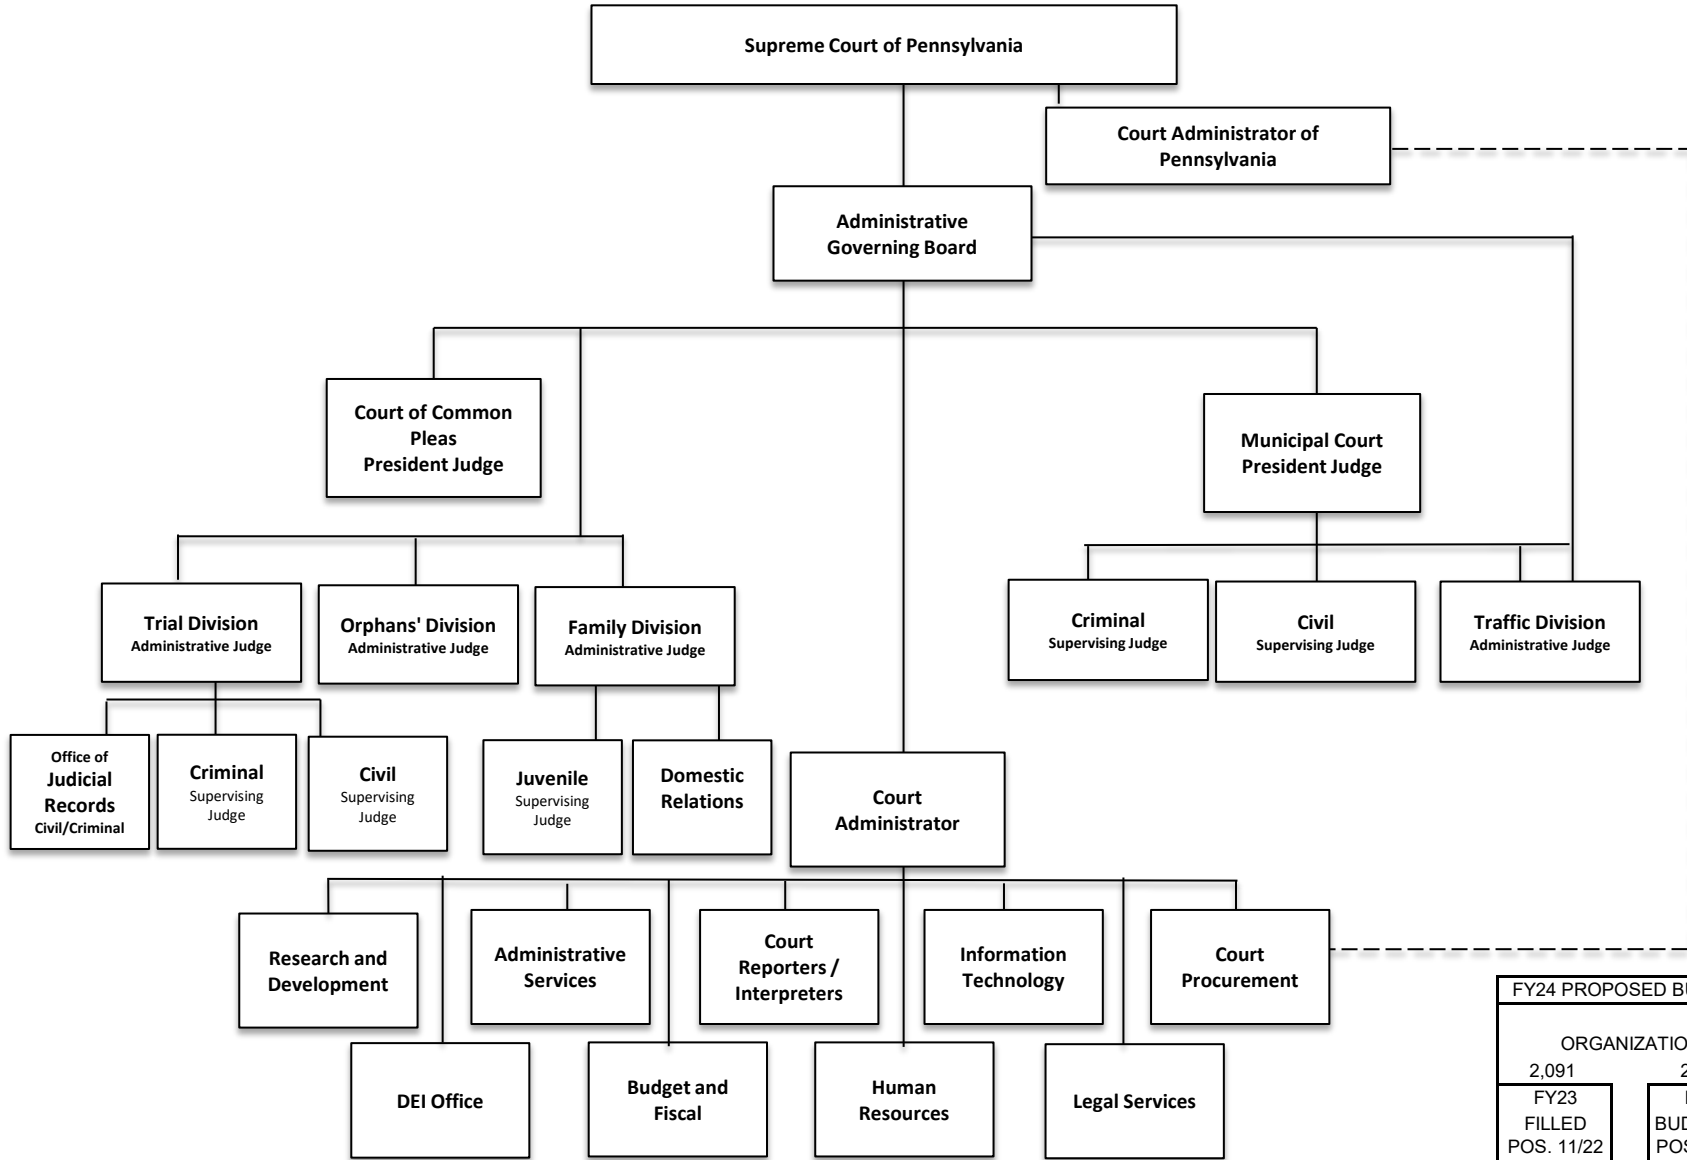 Supreme Court of Pennsylvania
Court Administrator of
Pennsylvania
Administrative
Governing Board
Court of Common
Pleas
President Judge
Municipal Court
President Judge
Trial Division
Administrative Judge
Orphans' Division
Administrative Judge
Family Division
Administrative Judge
Criminal
Supervising Judge
Civil
Supervising Judge
Traffic Division
Administrative Judge
Office of
Judicial
Records
Civil/Criminal
Criminal
Supervising
Judge
Civil
Supervising
Judge
Juvenile
Supervising
Judge
Domestic
Relations
Court
Administrator
Research and
Development
Administrative
Services
Court
Reporters /
Interpreters
Information
Technology
Court
Procurement
DEI Office
Budget and
Fiscal
Human
Resources
Legal Services
FY24 PROPOSED
ORGANIZATIO
2,091
FY23
FILLED
POS. 11/22